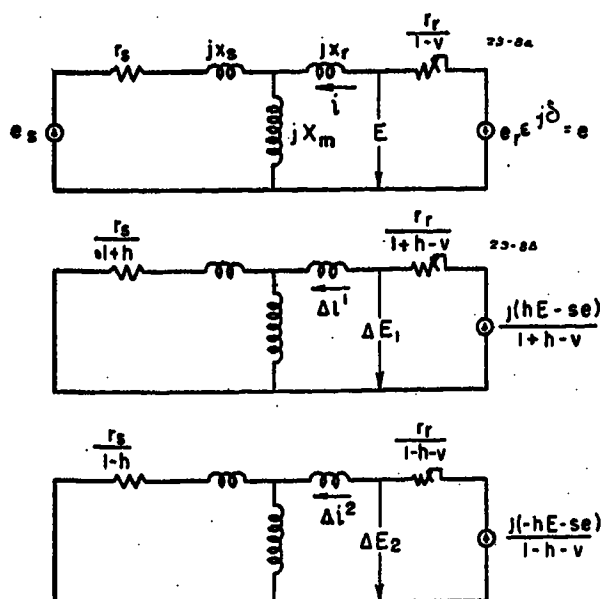 r_s jx_s jx_r r_r/1-v 23-8a
e_s jX_m i E e_r ε^jδ = e
r_s/1+h r_r/1+h-v 23-8b
Δi^1 ΔE_1 j(hE-se)/1+h-v
r_s/1-h r_r/1-h-v
Δi^2 ΔE_2 j(-hE-se)/1-h-v